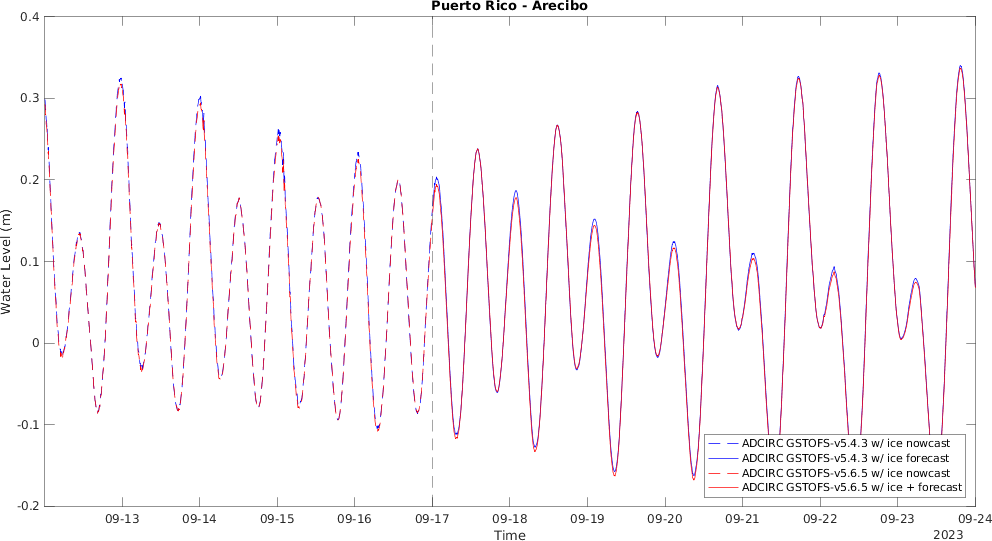 Puerto Rico - Arecibo
0.4
0.3
0.2
0.1
0
-0.1
-0.2
Water Level (m)
ADCIRC GSTOFS-v5.4.3 w/ ice nowcast
ADCIRC GSTOFS-v5.4.3 w/ ice forecast
ADCIRC GSTOFS-v5.6.5 w/ ice nowcast
ADCIRC GSTOFS-v5.6.5 w/ ice + forecast
09-13 09-14 09-15 09-16 09-17 09-18 09-19 09-20 09-21 09-22 09-23 09-24
Time
2023